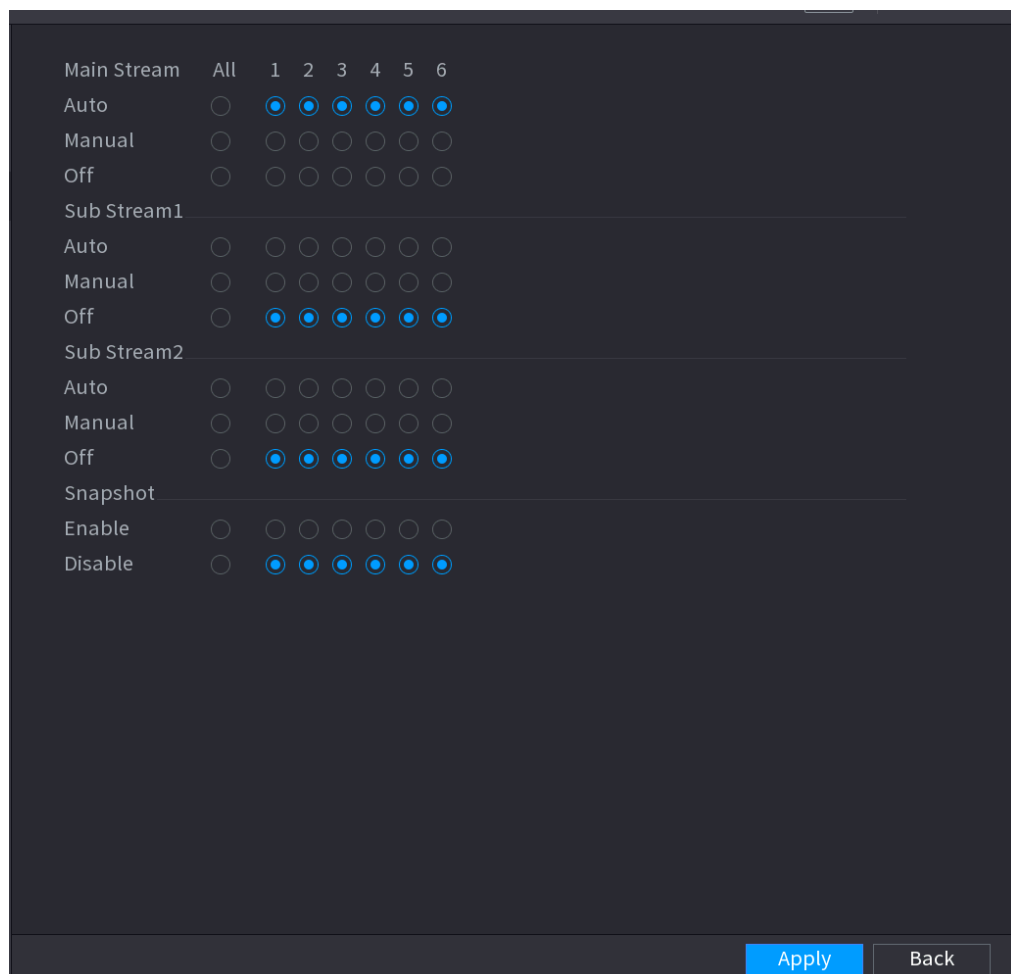 Main Stream All 1 2 3 4 5 6
Auto
Manual
Off
Sub Stream1
Auto
Manual
Off
Sub Stream2
Auto
Manual
Off
Snapshot
Enable
Disable
Apply Back